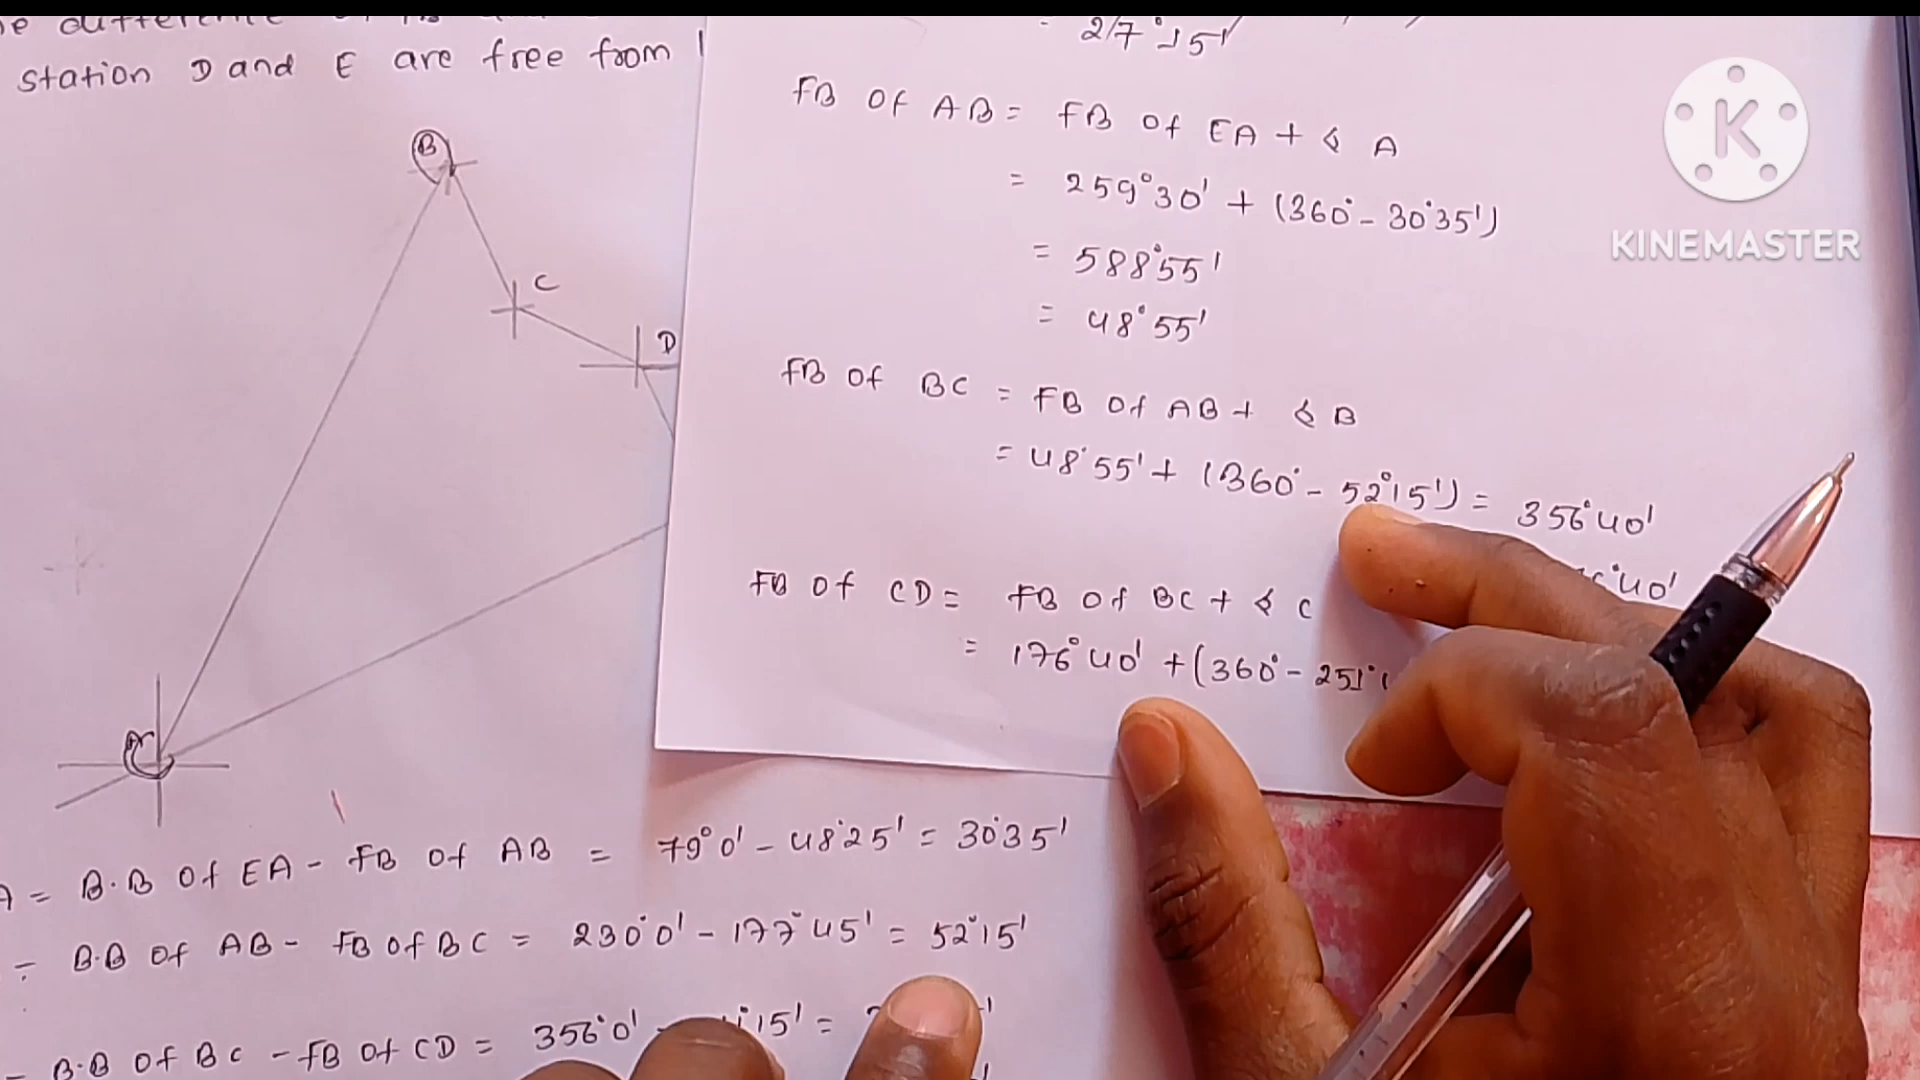 station D and E are free from
= 217°15'
FB of AB = FB of EA + ∡ A
= 259°30' + (360° - 30°35')
= 588°55'
= 48°55'
FB of BC = FB of AB + ∡ B
= 48°55' + (360° - 52°15') = 356°40'
FB of CD = FB of BC + ∡ C
= 176°40' + (360° - 251°
B
C
D
A
A = B.B of EA - FB of AB = 79°0' - 48°25' = 30°35'
= B.B of AB - FB of BC = 230°0' - 177°45' = 52°15'
= B.B of BC - FB of CD = 356°0' - 15' =
K
KINEMASTER